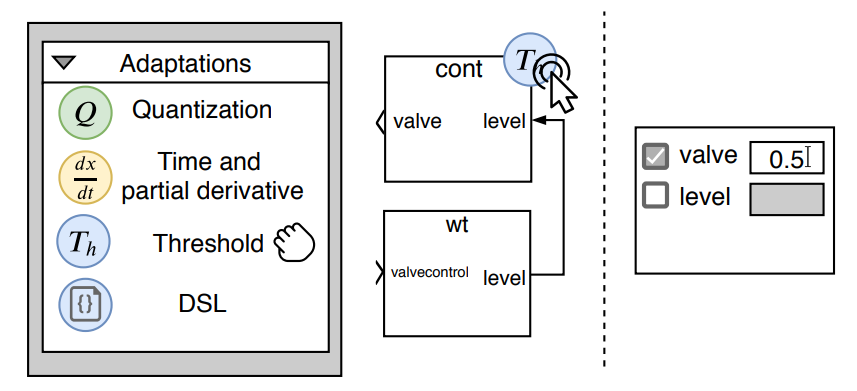 Adaptations
Q Quantization
dx
dt
Time and
partial derivative
Th Threshold
{} DSL
cont
valve level
wt
valvecontrol level
valve 0.5
level